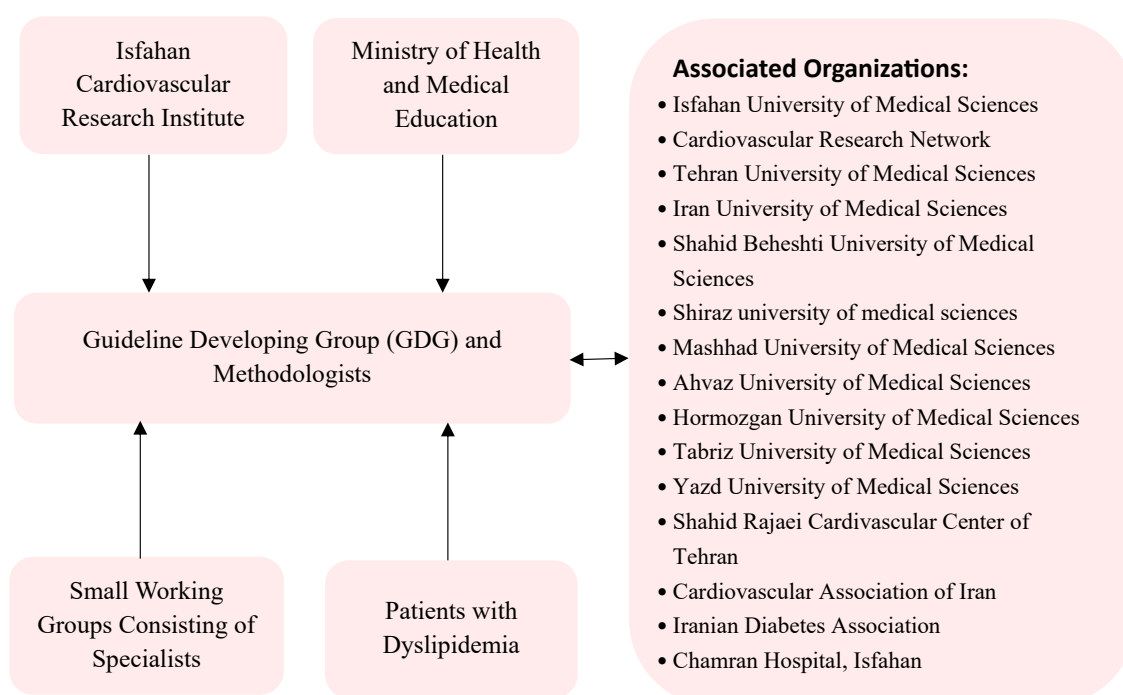 Isfahan
Cardiovascular
Research Institute
Ministry of Health
and Medical
Education
Guideline Developing Group (GDG) and
Methodologists
Small Working
Groups Consisting of
Specialists
Patients with
Dyslipidemia
Associated Organizations:
• Isfahan University of Medical Sciences
• Cardiovascular Research Network
• Tehran University of Medical Sciences
• Iran University of Medical Sciences
• Shahid Beheshti University of Medical
Sciences
• Shiraz university of medical sciences
• Mashhad University of Medical Sciences
• Ahvaz University of Medical Sciences
• Hormozgan University of Medical Sciences
• Tabriz University of Medical Sciences
• Yazd University of Medical Sciences
• Shahid Rajaei Cardivascular Center of
Tehran
• Cardiovascular Association of Iran
• Iranian Diabetes Association
• Chamran Hospital, Isfahan